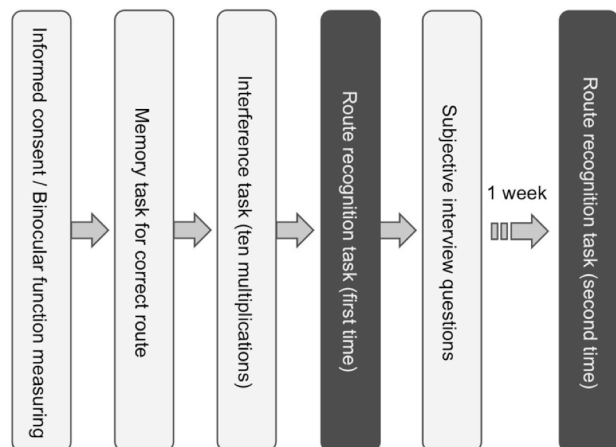 Informed consent / Binocular function measuring
Memory task for correct
route
Interference task (ten
multiplications)
Route recognition task (first time)
Subjective interview
questions
1 week
Route recognition task (second time)